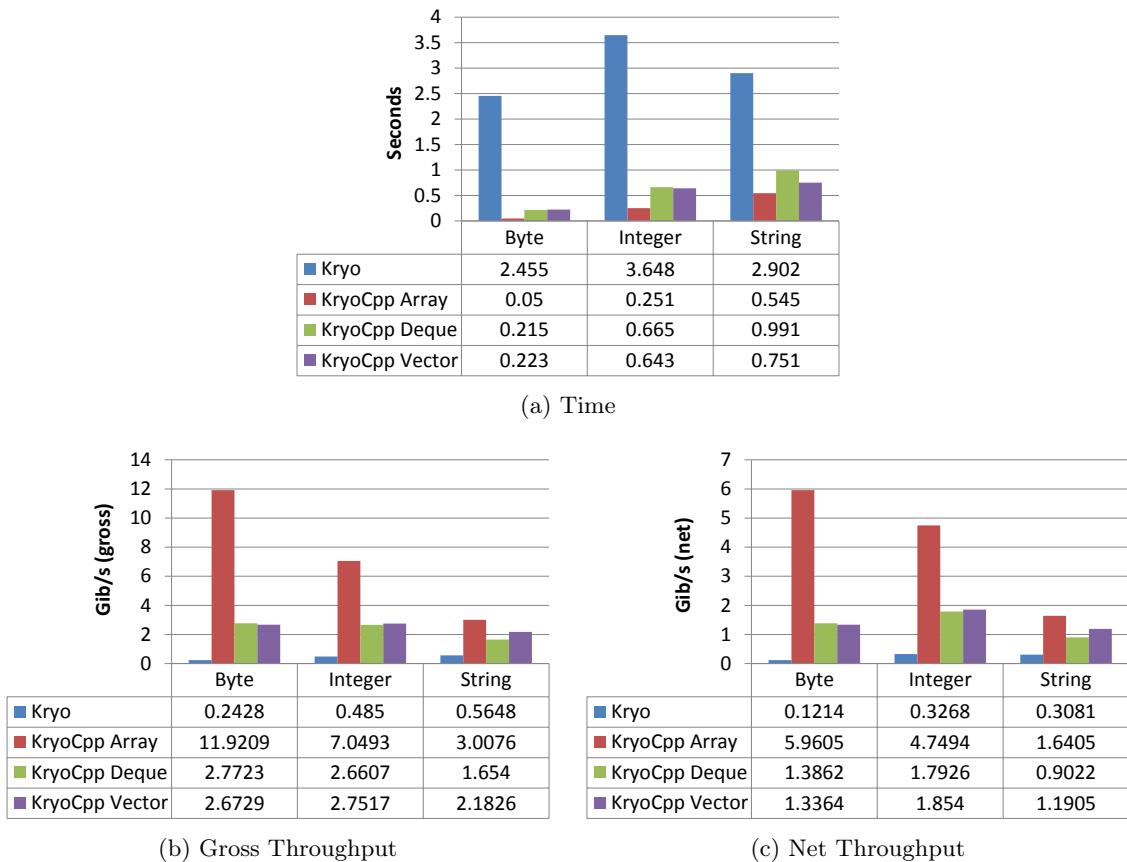 4
3.5
3
2.5
2
1.5
1
0.5
0
Seconds
Byte Integer String
Kryo 2.455 3.648 2.902
KryoCpp Array 0.05 0.251 0.545
KryoCpp Deque 0.215 0.665 0.991
KryoCpp Vector 0.223 0.643 0.751
(a) Time
14
12
10
8
6
4
2
0
Gib/s (gross)
Byte Integer String
Kryo 0.2428 0.485 0.5648
KryoCpp Array 11.9209 7.0493 3.0076
KryoCpp Deque 2.7723 2.6607 1.654
KryoCpp Vector 2.6729 2.7517 2.1826
(b) Gross Throughput
7
6
5
4
3
2
1
0
Gib/s (net)
Byte Integer String
Kryo 0.1214 0.3268 0.3081
KryoCpp Array 5.9605 4.7494 1.6405
KryoCpp Deque 1.3862 1.7926 0.9022
KryoCpp Vector 1.3364 1.854 1.1905
(c) Net Throughput